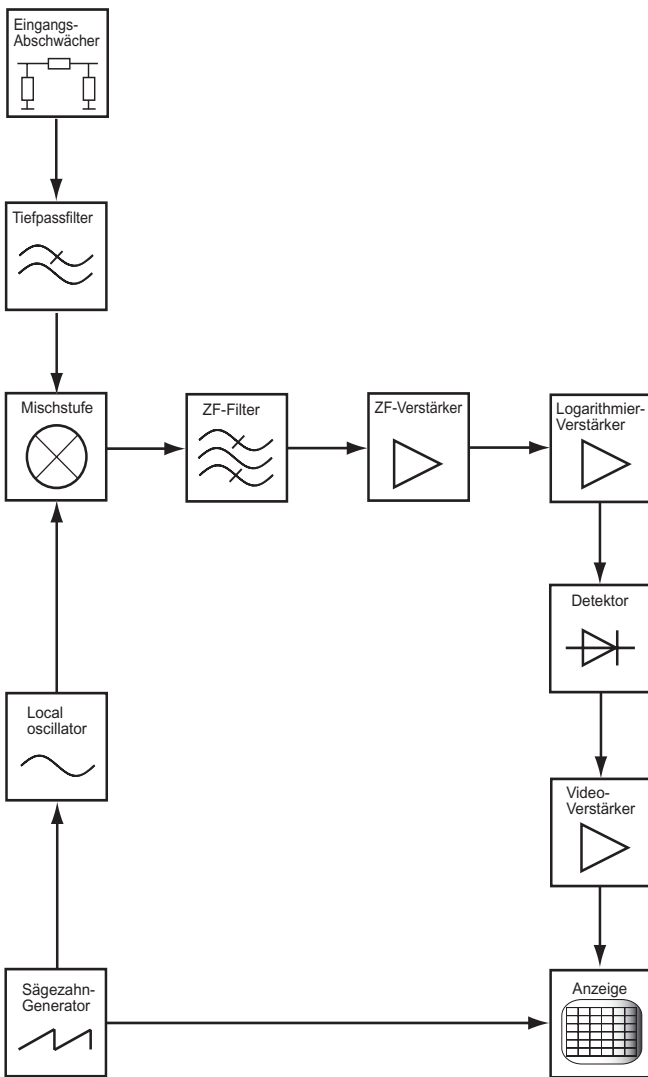 Eingangs-
Abschwächer
Tiefpassfilter
Mischstufe
ZF-Filter
ZF-Verstärker
Logarithmier-
Verstärker
Detektor
Local
oscillator
Video-
Verstärker
Sägezahn-
Generator
Anzeige